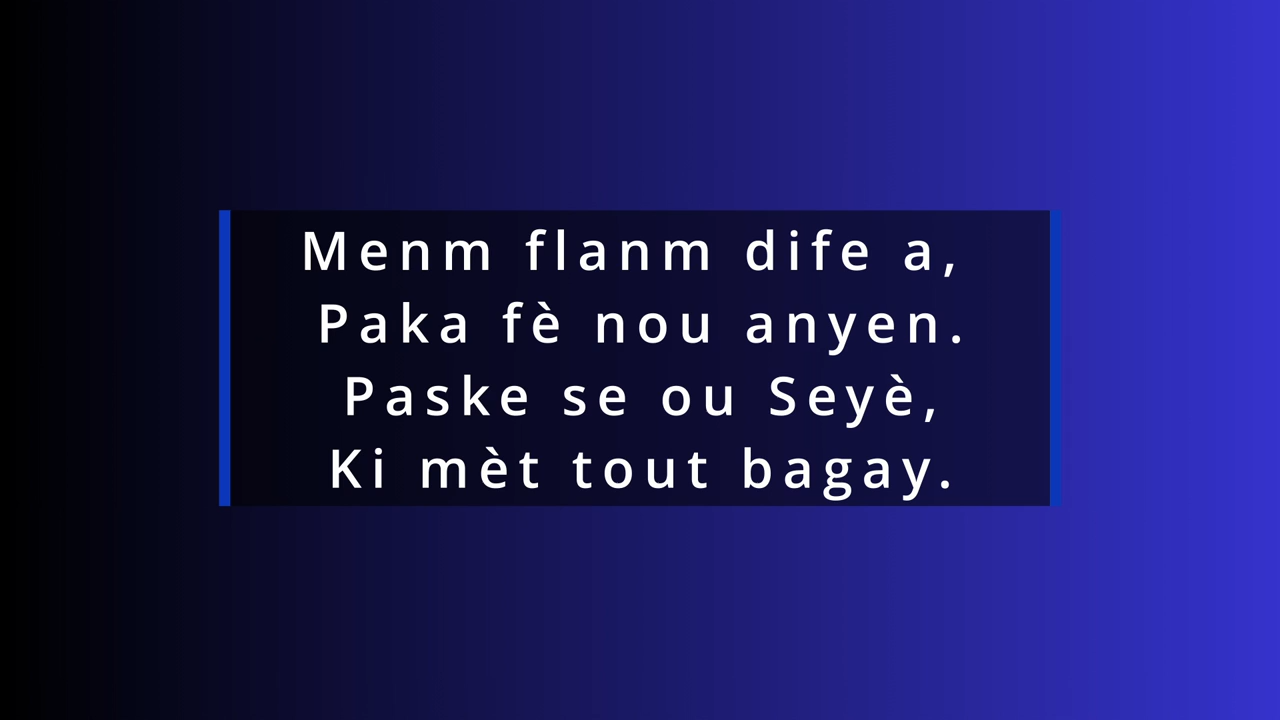 Menm flanm dife a,
Paka fè nou anyen.
Paske se ou Seyè,
Ki mèt tout bagay.